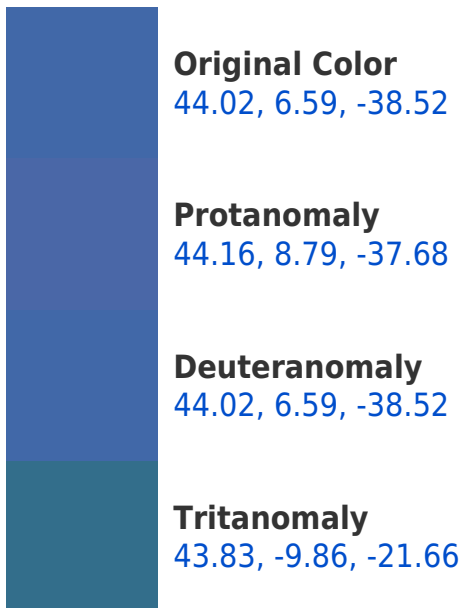 Original Color
44.02, 6.59, -38.52
Protanomaly
44.16, 8.79, -37.68
Deuteranomaly
44.02, 6.59, -38.52
Tritanomaly
43.83, -9.86, -21.66